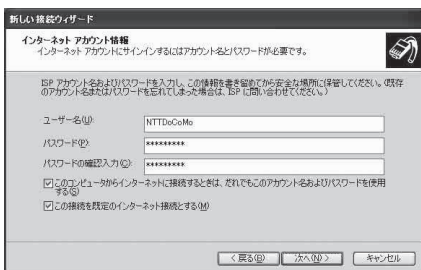 新しい接続ウィザード
インターネット アカウント情報
インターネット アカウントにサインインするにはアカウント名とパスワードが必要です。
ISP アカウント名およびパスワードを入力し、この情報を書き留めてから安全な場所に保管してください。(既存
のアカウント名またはパスワードを忘れてしまった場合は、ISP に問い合わせてください。)
ユーザー名(U):
NTTDoCoMo
パスワード(P):
*********
パスワードの確認入力(C):
*********
このコンピュータからインターネットに接続するときは、だれでもこのアカウント名およびパスワードを使用
する(S)
この接続を既定のインターネット接続とする(M)
< 戻る(B)
次へ(N) >
キャンセル